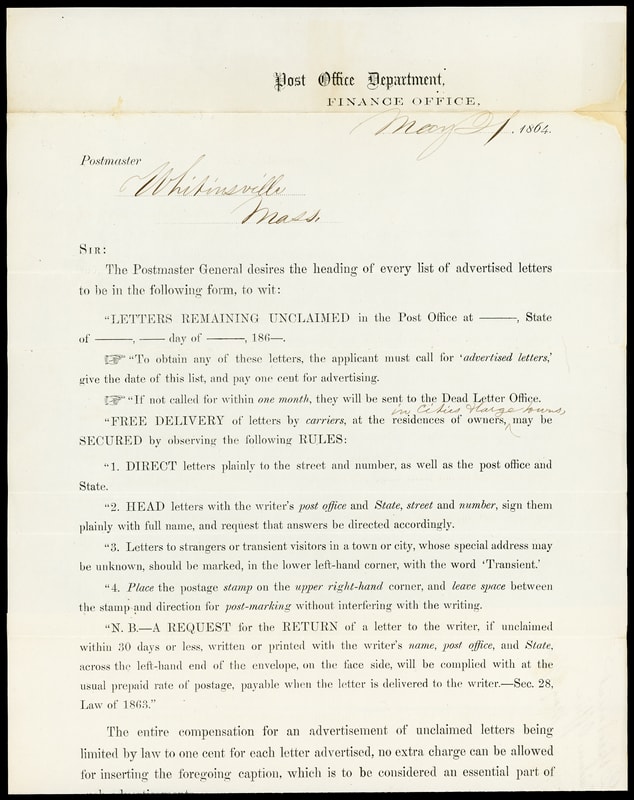 Post Office Department,
FINANCE OFFICE,
May 21, 1864.
Postmaster
Whitinsville
Mass.
SIR:
The Postmaster General desires the heading of every list of advertised letters
to be in the following form, to wit:
"LETTERS REMAINING UNCLAIMED in the Post Office at ———, State
of ———, —— day of ———, 186—.
☞ "To obtain any of these letters, the applicant must call for 'advertised letters,'
give the date of this list, and pay one cent for advertising.
☞ "If not called for within one month, they will be sent to the Dead Letter Office.
in Cities & large towns,
"FREE DELIVERY of letters by carriers, at the residences of owners, may be
SECURED by observing the following RULES:
"1. DIRECT letters plainly to the street and number, as well as the post office and
State.
"2. HEAD letters with the writer's post office and State, street and number, sign them
plainly with full name, and request that answers be directed accordingly.
"3. Letters to strangers or transient visitors in a town or city, whose special address may
be unknown, should be marked, in the lower left-hand corner, with the word 'Transient.'
"4. Place the postage stamp on the upper right-hand corner, and leave space between
the stamp and direction for post-marking without interfering with the writing.
"N. B.—A REQUEST for the RETURN of a letter to the writer, if unclaimed
within 30 days or less, written or printed with the writer's name, post office, and State,
across the left-hand end of the envelope, on the face side, will be complied with at the
usual prepaid rate of postage, payable when the letter is delivered to the writer.—Sec. 28,
Law of 1863."
The entire compensation for an advertisement of unclaimed letters being
limited by law to one cent for each letter advertised, no extra charge can be allowed
for inserting the foregoing caption, which is to be considered an essential part of